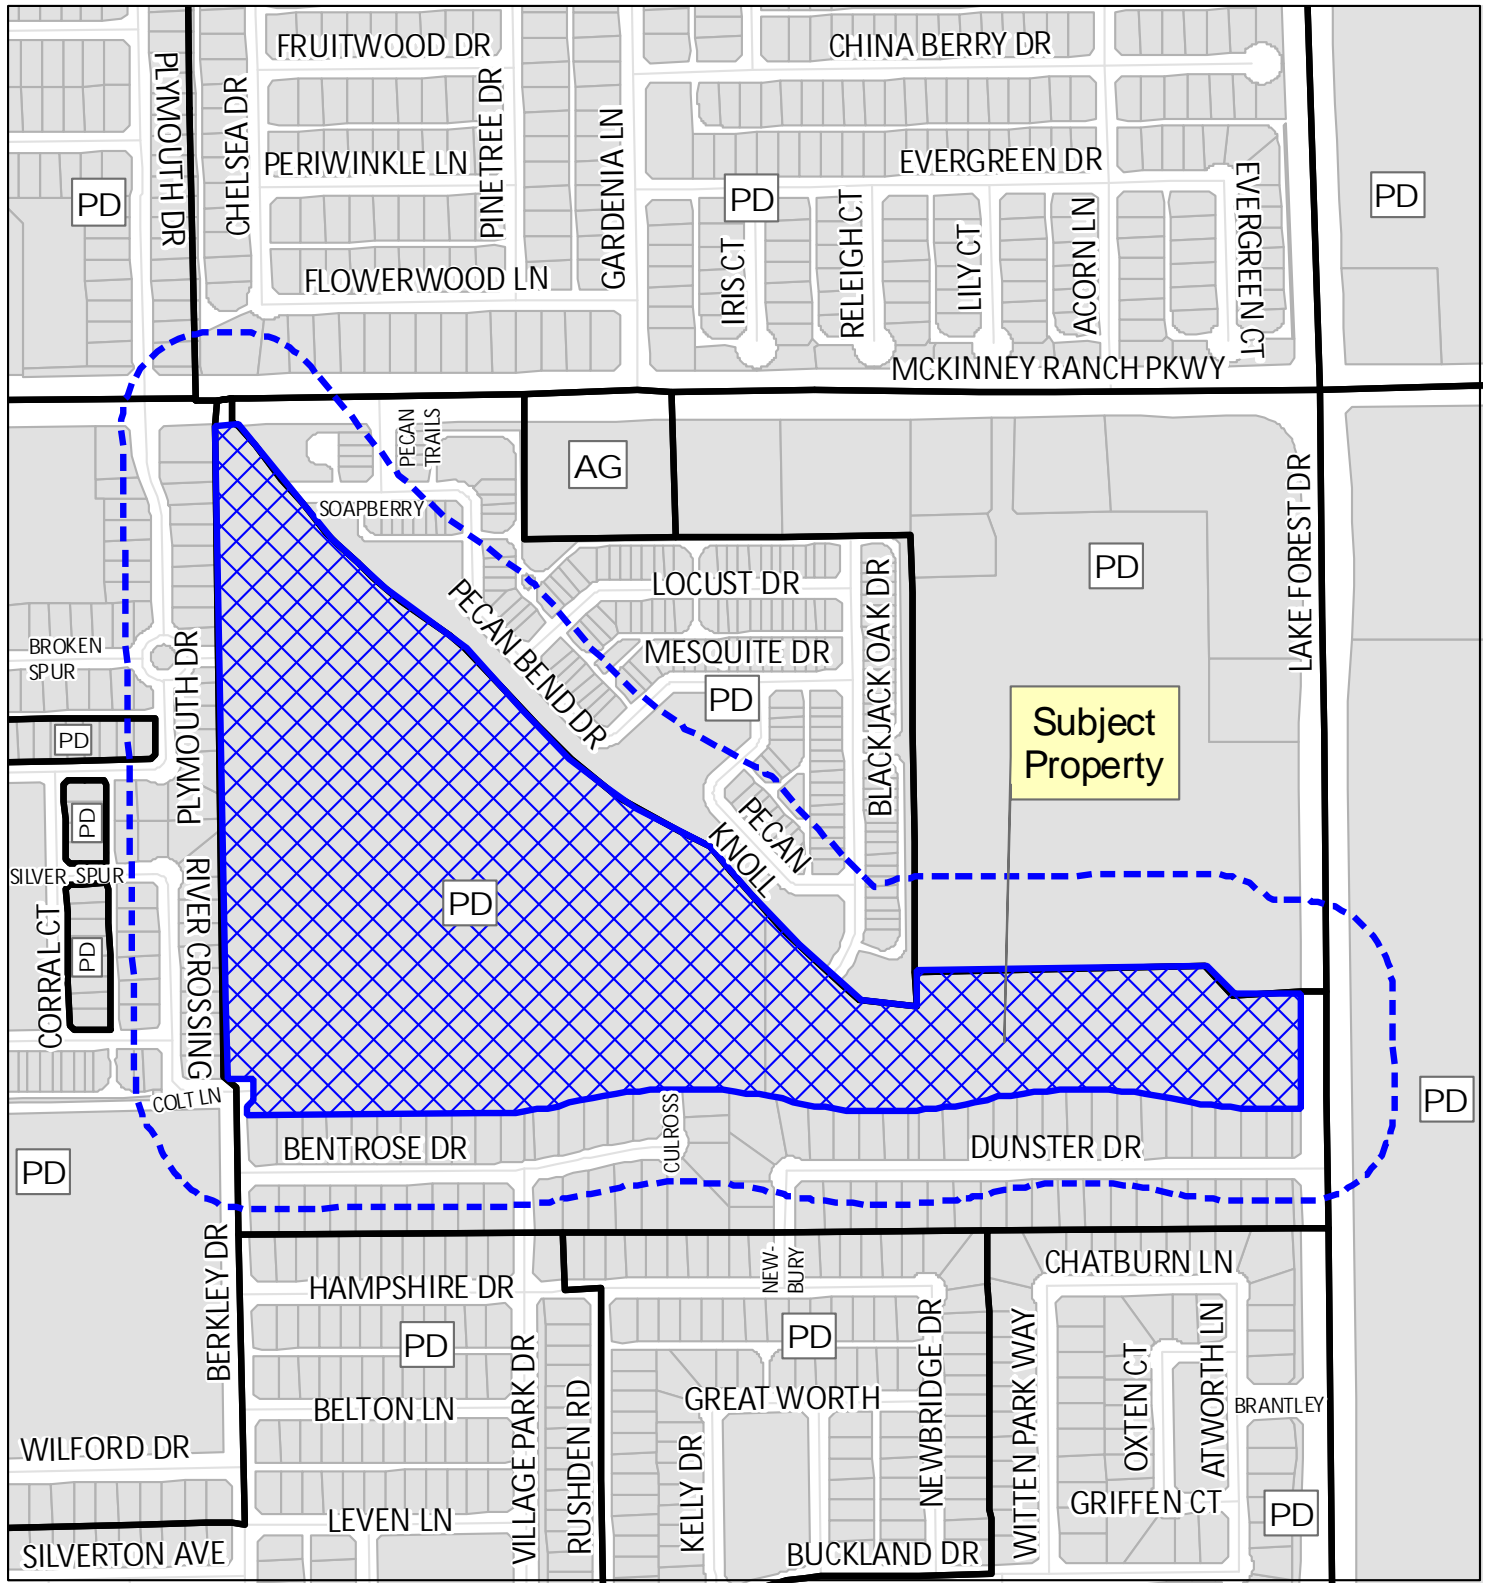 FRUITWOOD DR
CHINA BERRY DR
PLYMOUTH DR
CHELSEA DR
PINETREE DR
GARDENIA LN
PERIWINKLE LN
EVERGREEN DR
PD
PD
PD
EVERGREEN CT
RELEIGH CT
ACORN LN
LILY CT
IRIS CT
FLOWERWOOD LN
MCKINNEY RANCH PKWY
PECAN
TRAILS
AG
LAKE FOREST DR
SOAPBERRY
PD
LOCUST DR
BLACKJACK OAK DR
PECAN BEND DR
BROKEN
SPUR
PLYMOUTH DR
MESQUITE DR
PD
Subject
Property
PD
PD
PECAN
KNOLL
SILVER SPUR
RIVER CROSSING
PD
CORRAL CT
PD
COLT LN
CULROSS
PD
BENTROSE DR
DUNSTER DR
PD
BERKLEY DR
NEW-
BURY
CHATBURN LN
HAMPSHIRE DR
PD
PD
NEWBRIDGE DR
WITTEN PARK WAY
ATWORTH LN
OXTEN CT
VILLAGE PARK DR
RUSHDEN RD
GREAT WORTH
BELTON LN
BRANTLEY
WILFORD DR
KELLY DR
GRIFFEN CT
PD
LEVEN LN
SILVERTON AVE
BUCKLAND DR